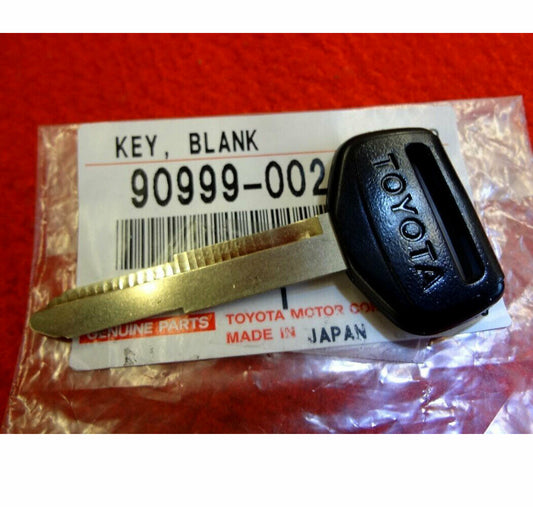 KEY, BLANK
90999-002
TOYOTA
GENUINE PARTS
TOYOTA MOTOR COR
MADE IN JAPAN